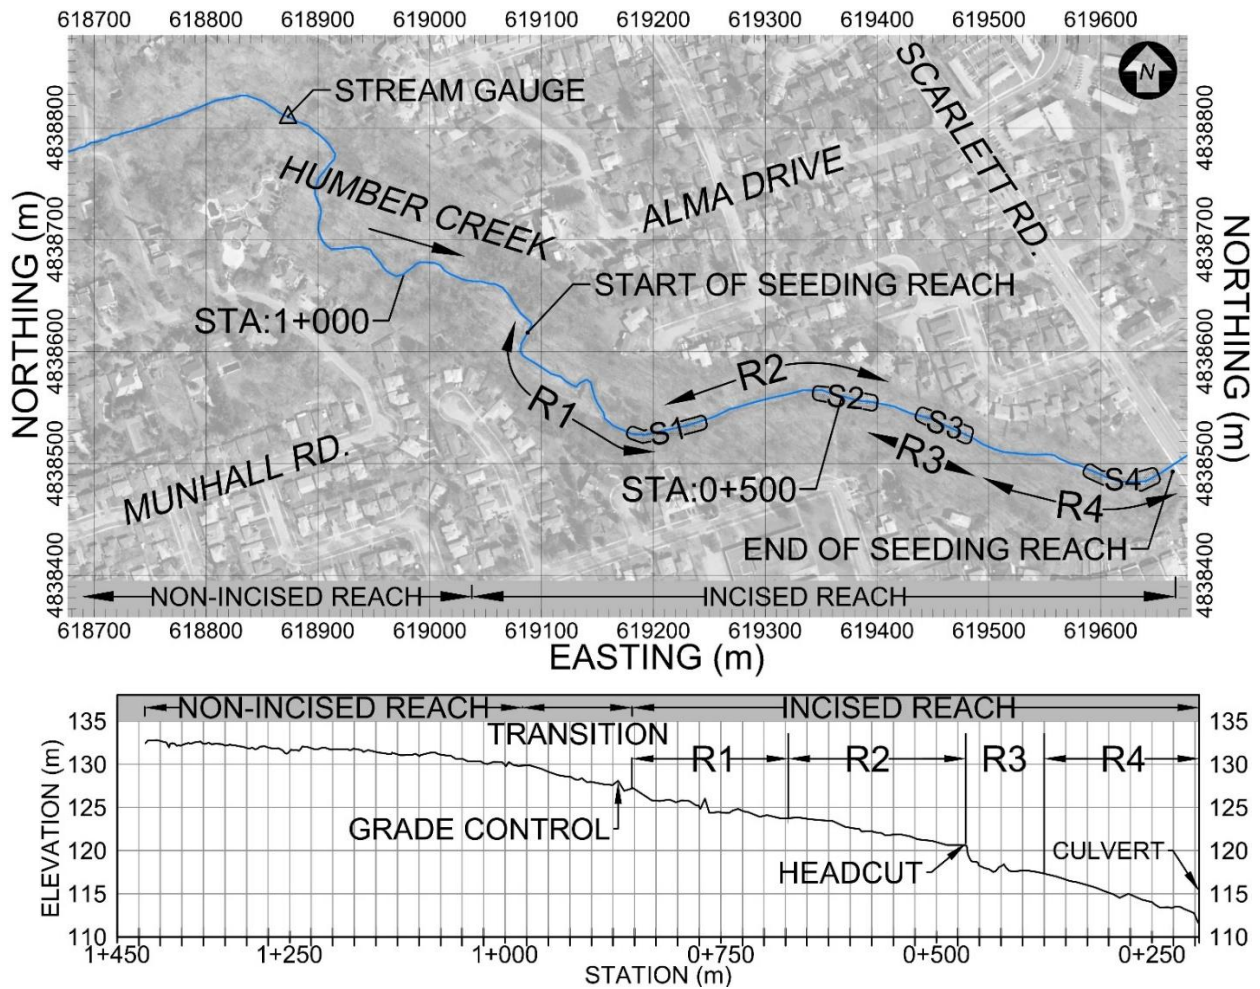 618700 618800 618900 619000 619100 619200 619300 619400 619500 619600
N
STREAM GAUGE
SCARLETT RD.
HUMBER CREEK
ALMA DRIVE
START OF SEEDING REACH
STA:1+000
R1
R2
S1
S2
S3
R3
S4
R4
STA:0+500
MUNHALL RD.
END OF SEEDING REACH
NORTHING (m)
4838800
4838700
4838600
4838500
4838400
NORTHING (m)
4838800
4838700
4838600
4838500
4838400
NON-INCISED REACH INCISED REACH
618700 618800 618900 619000 619100 619200 619300 619400 619500 619600
EASTING (m)
NON-INCISED REACH INCISED REACH
TRANSITION
R1 R2 R3 R4
GRADE CONTROL
HEADCUT
CULVERT
ELEVATION (m)
135
130
125
120
115
110
135
130
125
120
115
110
1+450 1+250 1+000 0+750 0+500 0+250
STATION (m)